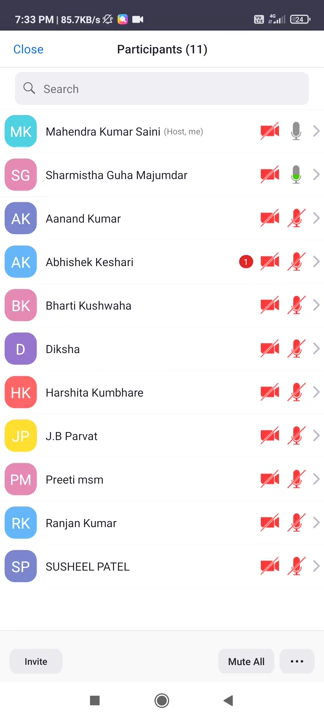 7:33 PM | 85.7KB/s
4G
24
Close
Participants (11)
Search
MK
Mahendra Kumar Saini (Host, me)
SG
Sharmistha Guha Majumdar
AK
Aanand Kumar
AK
Abhishek Keshari
1
BK
Bharti Kushwaha
D
Diksha
HK
Harshita Kumbhare
JP
J.B Parvat
PM
Preeti msm
RK
Ranjan Kumar
SP
SUSHEEL PATEL
Invite
Mute All